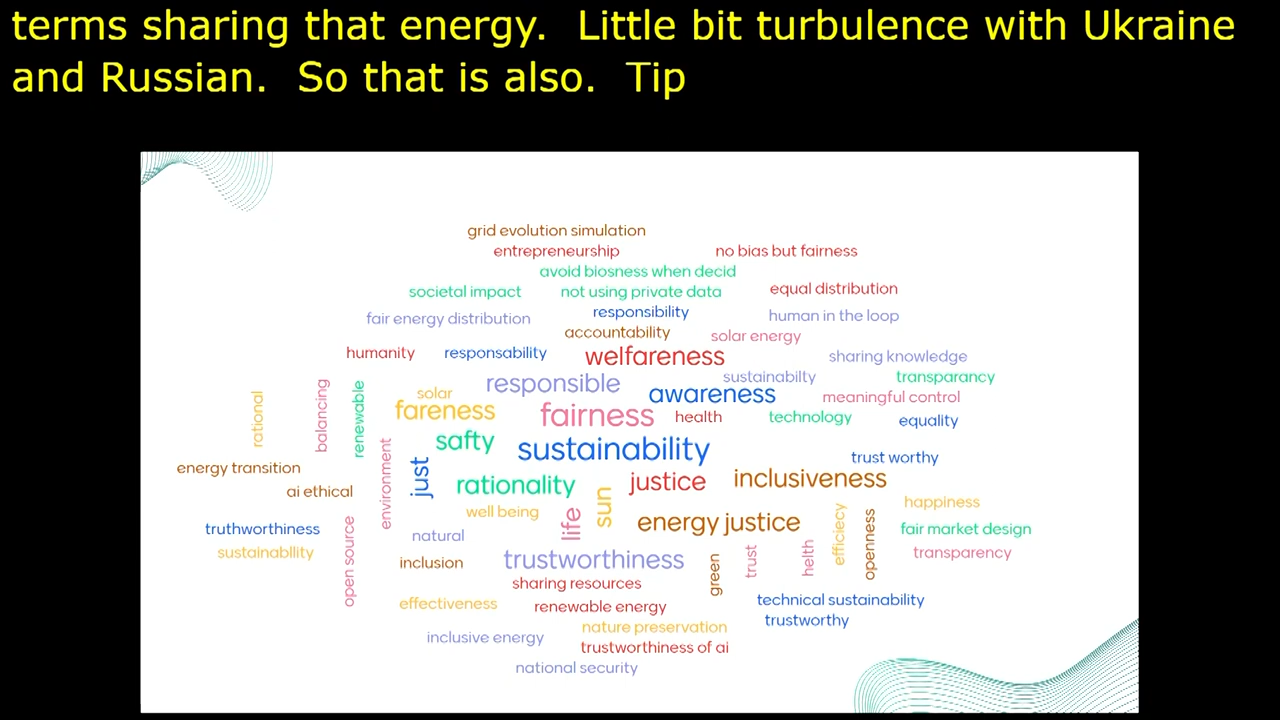 terms sharing that energy.  Little bit turbulence with Ukraine
and Russian.  So that is also.  Tip
grid evolution simulation
entrepreneurship
no bias but fairness
avoid biosness when decid
societal impact
not using private data
equal distribution
fair energy distribution
responsibility
human in the loop
accountability
solar energy
humanity
responsability
welfareness
sharing knowledge
responsible
sustainabilty
transparancy
solar
awareness
meaningful control
rational
balancing
renewable
fareness
fairness
health
technology
equality
safty
sustainability
trust worthy
energy transition
environment
just
rationality
justice
inclusiveness
ai ethical
well being
sun
life
energy justice
happiness
truthworthiness
sustainabllity
open source
natural
efficiecy
openness
fair market design
transparency
inclusion
trustworthiness
green
trust
helth
sharing resources
effectiveness
renewable energy
technical sustainability
trustworthy
nature preservation
inclusive energy
trustworthiness of ai
national security